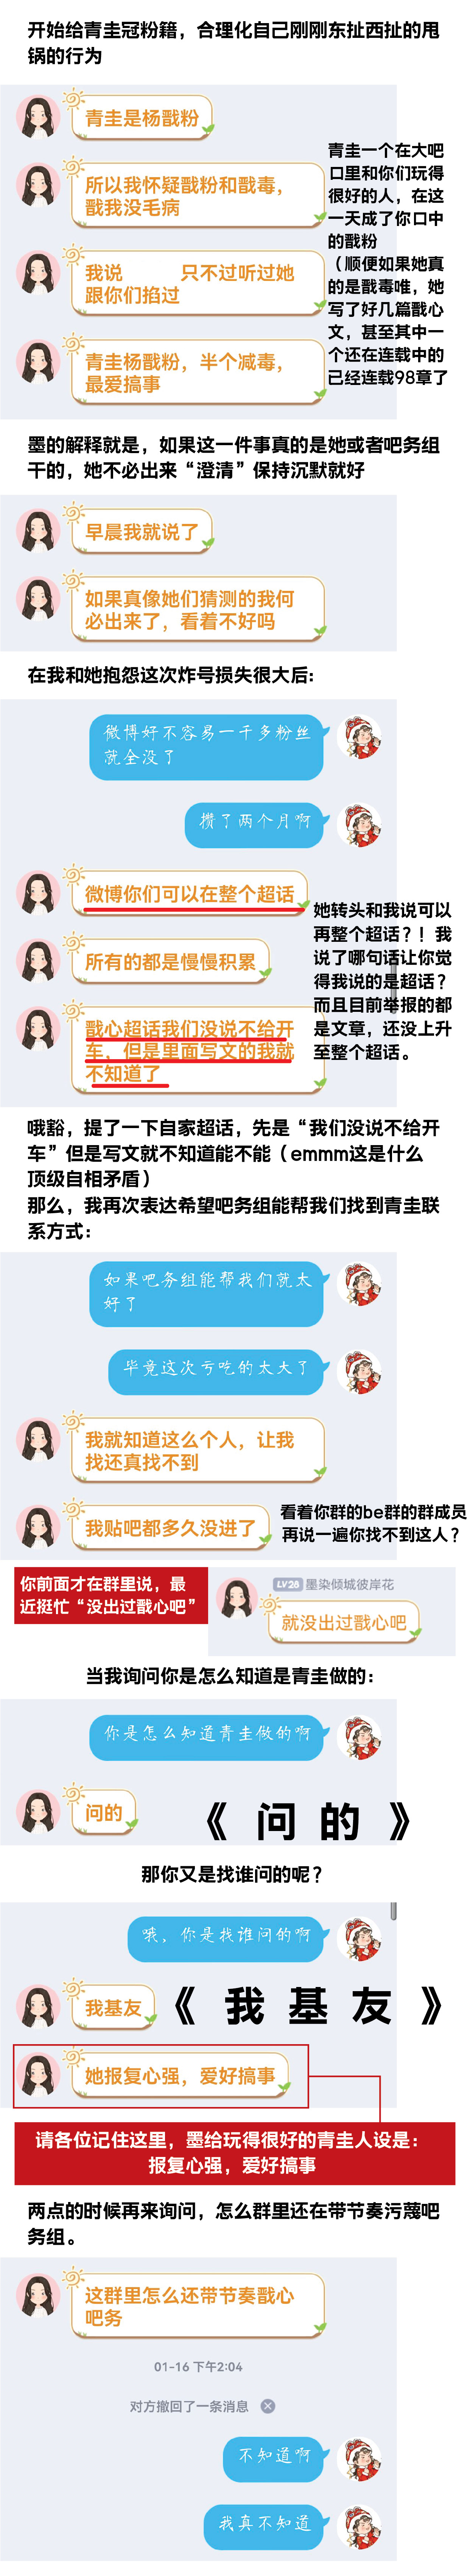 开始给青圭冠粉籍，合理化自己刚刚东扯西扯的甩
锅的行为
青圭是杨戬粉
所以我怀疑戬粉和戬毒，
戬我没毛病
我说 只不过听过她
跟你们掐过
青圭杨戬粉，半个减毒，
最爱搞事
青圭一个在大吧
口里和你们玩得
很好的人，在这
一天成了你口中
的戬粉
（顺便如果她真
的是戬毒唯，她
写了好几篇戬心
文，甚至其中一
个还在连载中的
已经连载98章了
墨的解释就是，如果这一件事真的是她或者吧务组
干的，她不必出来“澄清”保持沉默就好
早晨我就说了
如果真像她们猜测的我何
必出来了，看着不好吗
在我和她抱怨这次炸号损失很大后:
微博好不容易一千多粉丝
就全没了
攒了两个月啊
微博你们可以在整个超话
所有的都是慢慢积累
戬心超话我们没说不给开
车，但是里面写文的我就
不知道了
她转头和我说可以
再整个超话？！我
说了哪句话让你觉
得我说的是超话？
而且目前举报的都
是文章，还没上升
至整个超话。
哦豁，提了一下自家超话，先是“我们没说不给开
车”但是写文就不知道能不能（emmm这是什么
顶级自相矛盾）
那么，我再次表达希望吧务组能帮我们找到青圭联
系方式：
如果吧务组能帮我们就太
好了
毕竟这次亏吃的太大了
我就知道这么个人，让我
找还真找不到
我贴吧都多久没进了
看着你群的be群的群成员
再说一遍你找不到这人？
你前面才在群里说，最
近挺忙“没出过戬心吧”
LV28 墨染倾城彼岸花
就没出过戬心吧
当我询问你是怎么知道是青圭做的：
你是怎么知道青圭做的啊
问的
《 问 的 》
那你又是找谁问的呢？
哦，你是找谁问的啊
我基友
《 我 基 友 》
她报复心强，爱好搞事
请各位记住这里，墨给玩得很好的青圭人设是：
报复心强，爱好搞事
两点的时候再来询问，怎么群里还在带节奏污蔑吧
务组。
这群里怎么还带节奏戬心
吧务
01-16 下午2:04
对方撤回了一条消息
不知道啊
我真不知道